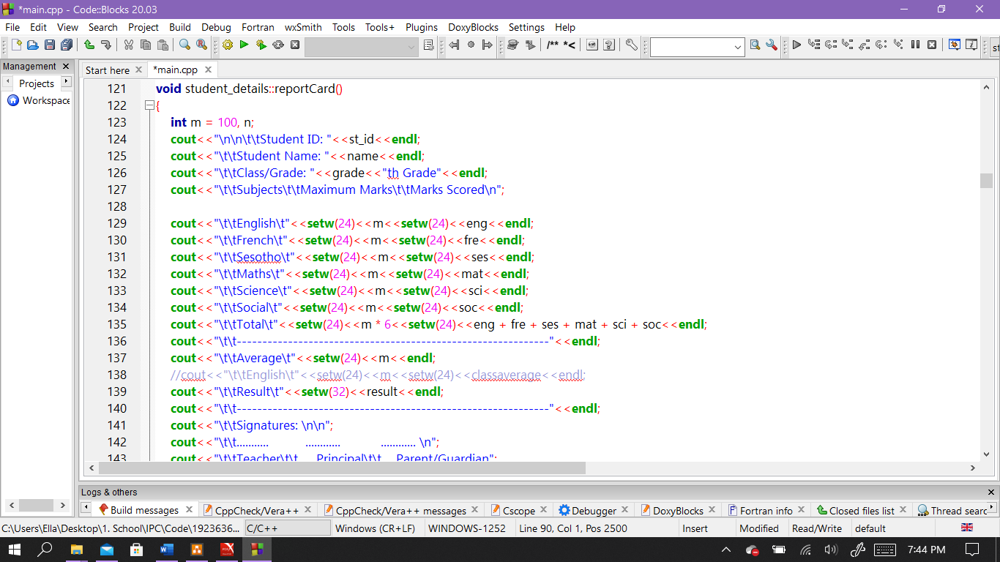 *main.cpp - Code::Blocks 20.03
File Edit View Search Project Build Debug Fortran wxSmith Tools Tools+ Plugins DoxyBlocks Settings Help
/** *<
Management
Start here *main.cpp
Projects
Workspace
121 void student_details::reportCard()
122 {
123 int m = 100, n;
124 cout<<"\n\n\t\tStudent ID: "<<st_id<<endl;
125 cout<<"\t\tStudent Name: "<<name<<endl;
126 cout<<"\t\tClass/Grade: "<<grade<<"th Grade"<<endl;
127 cout<<"\t\tSubjects\t\tMaximum Marks\t\tMarks Scored\n";
128
129 cout<<"\t\tEnglish\t"<<setw(24)<<m<<setw(24)<<eng<<endl;
130 cout<<"\t\tFrench\t"<<setw(24)<<m<<setw(24)<<fre<<endl;
131 cout<<"\t\tSesotho\t"<<setw(24)<<m<<setw(24)<<ses<<endl;
132 cout<<"\t\tMaths\t"<<setw(24)<<m<<setw(24)<<mat<<endl;
133 cout<<"\t\tScience\t"<<setw(24)<<m<<setw(24)<<sci<<endl;
134 cout<<"\t\tSocial\t"<<setw(24)<<m<<setw(24)<<soc<<endl;
135 cout<<"\t\tTotal\t"<<setw(24)<<m * 6<<setw(24)<<eng + fre + ses + mat + sci + soc<<endl;
136 cout<<"\t\t-------------------------------------------------------------"<<endl;
137 cout<<"\t\tAverage\t"<<setw(24)<<m<<endl;
138 //cout<<"\t\tEnglish\t"<<setw(24)<<m<<setw(24)<<classaverage<<endl;
139 cout<<"\t\tResult\t"<<setw(32)<<result<<endl;
140 cout<<"\t\t-------------------------------------------------------------"<<endl;
141 cout<<"\t\tSignatures: \n\n";
142 cout<<"\t\t........... ............ ............ \n";
143 cout<<"\t\tTeacher\t\t Principal\t\t Parent/Guardian";
Logs & others
Build messages CppCheck/Vera++ CppCheck/Vera++ messages Cscope Debugger DoxyBlocks Fortran info Closed files list Thread searc
C:\Users\Ella\Desktop\1. School\IPC\Code\1923636... C/C++ Windows (CR+LF) WINDOWS-1252 Line 90, Col 1, Pos 2500 Insert Modified Read/Write default
7:44 PM